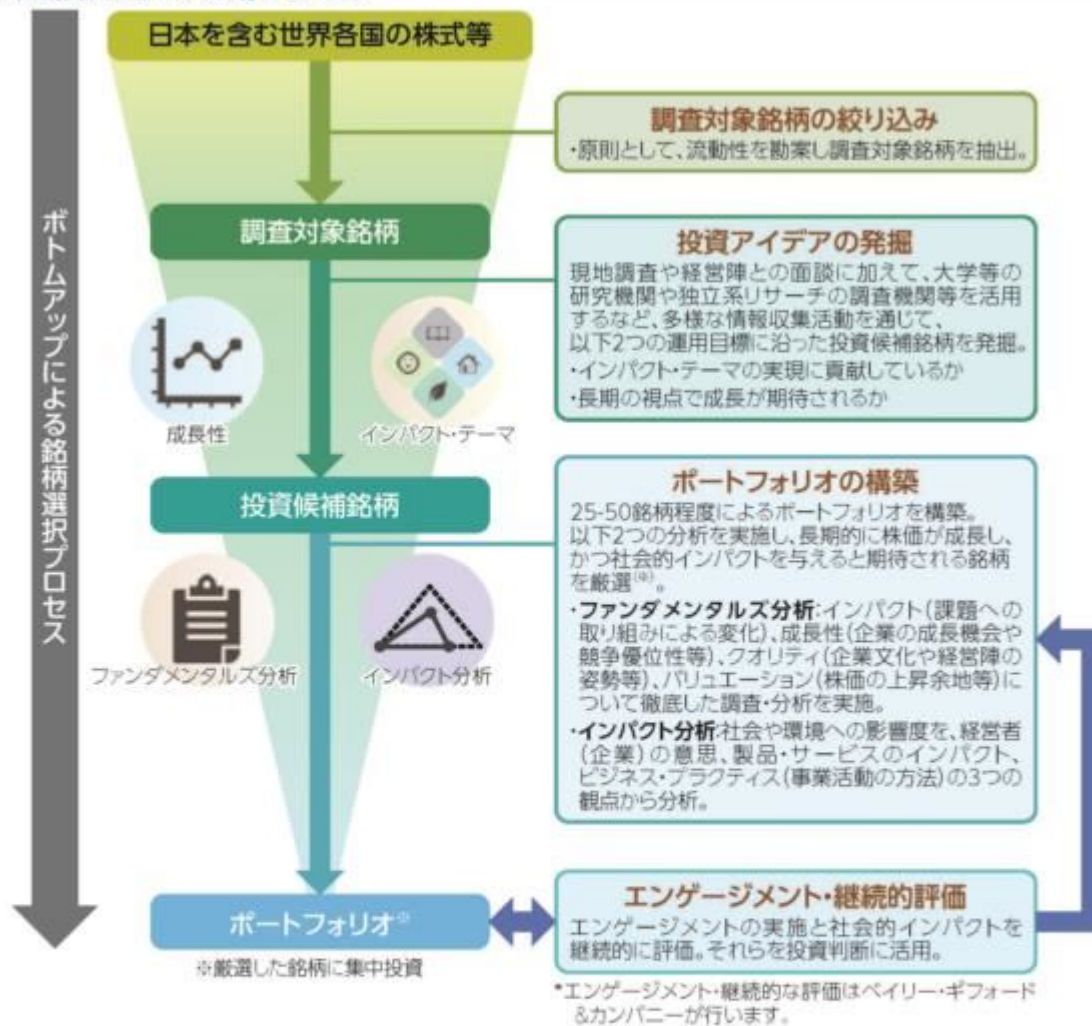 日本を含む世界各国の株式等
調査対象銘柄の絞り込み
・原則として、流動性を勘案し調査対象銘柄を抽出。
ボトムアップによる銘柄選択プロセス
調査対象銘柄
投資アイデアの発掘
現地調査や経営陣との面談に加えて、大学等の
研究機関や独立系リサーチの調査機関等を活用
するなど、多様な情報収集活動を通じて、
以下2つの運用目標に沿った投資候補銘柄を発掘。
・インパクト・テーマの実現に貢献しているか
・長期の視点で成長が期待されるか
成長性
インパクト・テーマ
投資候補銘柄
ポートフォリオの構築
25-50銘柄程度によるポートフォリオを構築。
以下2つの分析を実施し、長期的に株価が成長し、
かつ社会的インパクトを与えると期待される銘柄
を厳選(※)。
・ファンダメンタルズ分析:インパクト(課題への
取り組みによる変化)、成長性(企業の成長機会や
競争優位性等)、クオリティ(企業文化や経営陣の
姿勢等)、バリュエーション(株価の上昇余地等)に
ついて徹底した調査・分析を実施。
・インパクト分析:社会や環境への影響度を、経営者
(企業)の意思、製品・サービスのインパクト、
ビジネス・プラクティス(事業活動の方法)の3つの
観点から分析。
ファンダメンタルズ分析
インパクト分析
ポートフォリオ※
※厳選した銘柄に集中投資
エンゲージメント・継続的評価
エンゲージメントの実施と社会的インパクトを
継続的に評価。それらを投資判断に活用。
*エンゲージメント・継続的な評価はベイリー・ギフォード
&カンパニーが行います。